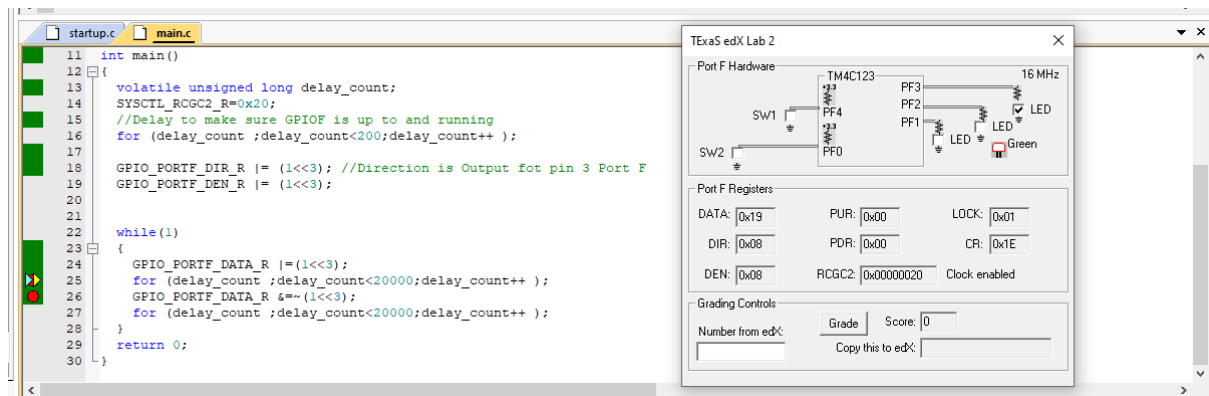 startup.c main.c
11 int main()
12 {
13 volatile unsigned long delay_count;
14 SYSCTL_RCGC2_R=0x20;
15 //Delay to make sure GPIOF is up to and running
16 for (delay_count ;delay_count<200;delay_count++ );
17
18 GPIO_PORTF_DIR_R |= (1<<3); //Direction is Output fot pin 3 Port F
19 GPIO_PORTF_DEN_R |= (1<<3);
20
21
22 while(1)
23 {
24 GPIO_PORTF_DATA_R |=(1<<3);
25 for (delay_count ;delay_count<20000;delay_count++ );
26 GPIO_PORTF_DATA_R &=~(1<<3);
27 for (delay_count ;delay_count<20000;delay_count++ );
28 }
29 return 0;
30 }
TExaS edX Lab 2
Port F Hardware
TM4C123
16 MHz
+3.3
PF3
PF2
LED
SW1
PF4
PF1
LED
+3.3
LED
Green
SW2
PF0
Port F Registers
DATA: 0x19 PUR: 0x00 LOCK: 0x01
DIR: 0x08 PDR: 0x00 CR: 0x1E
DEN: 0x08 RCGC2: 0x00000020 Clock enabled
Grading Controls
Number from edX: Grade Score: 0
Copy this to edX: